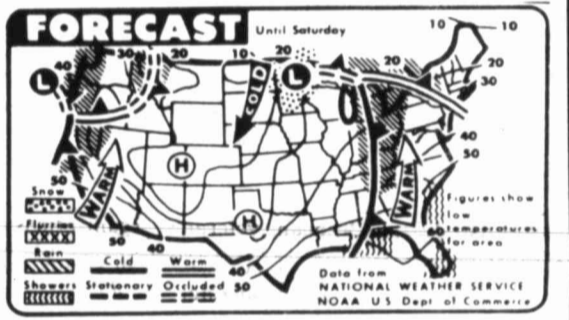 FORECAST
Until Saturday
10 10
L 40 30 20 10 20 L 20 20 30
COLD
40
50
H
50
WARM
H
WARM
Snow
Flurries
Rain
Showers
50 40
Cold Warm
Stationary Occluded
40
50
60
Figures show
low
temperatures
for area
Data from
NATIONAL WEATHER SERVICE
NOAA US Dept of Commerce